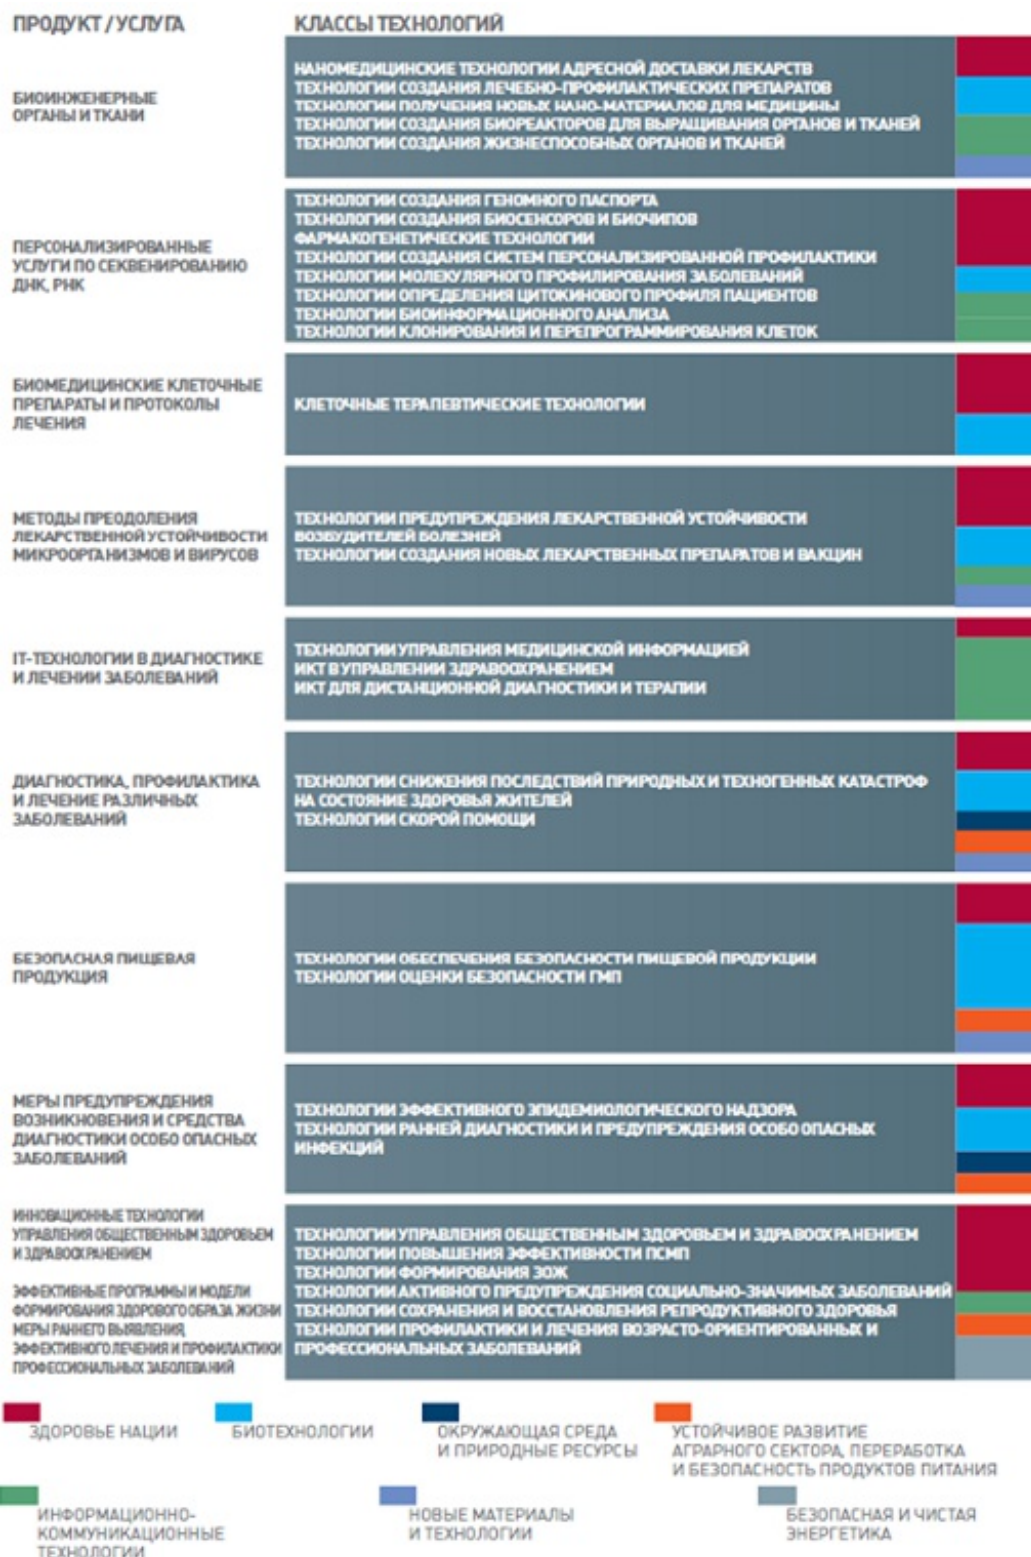 ПРОДУКТ / УСЛУГА
КЛАССЫ ТЕХНОЛОГИЙ
БИОИНЖЕНЕРНЫЕ
ОРГАНЫ И ТКАНИ
НАНОМЕДИЦИНСКИЕ ТЕХНОЛОГИИ АДРЕСНОЙ ДОСТАВКИ ЛЕКАРСТВ
ТЕХНОЛОГИИ СОЗДАНИЯ ЛЕЧЕБНО-ПРОФИЛАКТИЧЕСКИХ ПРЕПАРАТОВ
ТЕХНОЛОГИИ ПОЛУЧЕНИЯ НОВЫХ НАНО-МАТЕРИАЛОВ ДЛЯ МЕДИЦИНЫ
ТЕХНОЛОГИИ СОЗДАНИЯ БИОРЕАКТОРОВ ДЛЯ ВЫРАЩИВАНИЯ ОРГАНОВ И ТКАНЕЙ
ТЕХНОЛОГИИ СОЗДАНИЯ ЖИЗНЕСПОСОБНЫХ ОРГАНОВ И ТКАНЕЙ
ПЕРСОНАЛИЗИРОВАННЫЕ
УСЛУГИ ПО СЕКВЕНИРОВАНИЮ
ДНК, РНК
ТЕХНОЛОГИИ СОЗДАНИЯ ГЕНОМНОГО ПАСПОРТА
ТЕХНОЛОГИИ СОЗДАНИЯ БИОСЕНСОРОВ И БИОЧИПОВ
ФАРМАКОГЕНЕТИЧЕСКИЕ ТЕХНОЛОГИИ
ТЕХНОЛОГИИ СОЗДАНИЯ СИСТЕМ ПЕРСОНАЛИЗИРОВАННОЙ ПРОФИЛАКТИКИ
ТЕХНОЛОГИИ МОЛЕКУЛЯРНОГО ПРОФИЛИРОВАНИЯ ЗАБОЛЕВАНИЙ
ТЕХНОЛОГИИ ОПРЕДЕЛЕНИЯ ЦИТОКИНОВОГО ПРОФИЛЯ ПАЦИЕНТОВ
ТЕХНОЛОГИИ БИОИНФОРМАЦИОННОГО АНАЛИЗА
ТЕХНОЛОГИИ КЛОНИРОВАНИЯ И ПЕРЕПРОГРАММИРОВАНИЯ КЛЕТОК
БИОМЕДИЦИНСКИЕ КЛЕТОЧНЫЕ
ПРЕПАРАТЫ И ПРОТОКОЛЫ
ЛЕЧЕНИЯ
КЛЕТОЧНЫЕ ТЕРАПЕВТИЧЕСКИЕ ТЕХНОЛОГИИ
МЕТОДЫ ПРЕОДОЛЕНИЯ
ЛЕКАРСТВЕННОЙ УСТОЙЧИВОСТИ
МИКРООРГАНИЗМОВ И ВИРУСОВ
ТЕХНОЛОГИИ ПРЕДУПРЕЖДЕНИЯ ЛЕКАРСТВЕННОЙ УСТОЙЧИВОСТИ
ВОЗБУДИТЕЛЕЙ БОЛЕЗНЕЙ
ТЕХНОЛОГИИ СОЗДАНИЯ НОВЫХ ЛЕКАРСТВЕННЫХ ПРЕПАРАТОВ И ВАКЦИН
IT-ТЕХНОЛОГИИ В ДИАГНОСТИКЕ
И ЛЕЧЕНИИ ЗАБОЛЕВАНИЙ
ТЕХНОЛОГИИ УПРАВЛЕНИЯ МЕДИЦИНСКОЙ ИНФОРМАЦИЕЙ
ИКТ В УПРАВЛЕНИИ ЗДРАВООХРАНЕНИЕМ
ИКТ ДЛЯ ДИСТАНЦИОННОЙ ДИАГНОСТИКИ И ТЕРАПИИ
ДИАГНОСТИКА, ПРОФИЛАКТИКА
И ЛЕЧЕНИЕ РАЗЛИЧНЫХ
ЗАБОЛЕВАНИЙ
ТЕХНОЛОГИИ СНИЖЕНИЯ ПОСЛЕДСТВИЙ ПРИРОДНЫХ И ТЕХНОГЕННЫХ КАТАСТРОФ
НА СОСТОЯНИЕ ЗДОРОВЬЯ ЖИТЕЛЕЙ
ТЕХНОЛОГИИ СКОРОЙ ПОМОЩИ
БЕЗОПАСНАЯ ПИЩЕВАЯ
ПРОДУКЦИЯ
ТЕХНОЛОГИИ ОБЕСПЕЧЕНИЯ БЕЗОПАСНОСТИ ПИЩЕВОЙ ПРОДУКЦИИ
ТЕХНОЛОГИИ ОЦЕНКИ БЕЗОПАСНОСТИ ГМП
МЕРЫ ПРЕДУПРЕЖДЕНИЯ
ВОЗНИКНОВЕНИЯ И СРЕДСТВА
ДИАГНОСТИКИ ОСОБО ОПАСНЫХ
ЗАБОЛЕВАНИЙ
ТЕХНОЛОГИИ ЭФФЕКТИВНОГО ЭПИДЕМИОЛОГИЧЕСКОГО НАДЗОРА
ТЕХНОЛОГИИ РАННЕЙ ДИАГНОСТИКИ И ПРЕДУПРЕЖДЕНИЯ ОСОБО ОПАСНЫХ
ИНФЕКЦИЙ
ИННОВАЦИОННЫЕ ТЕХНОЛОГИИ
УПРАВЛЕНИЯ ОБЩЕСТВЕННЫМ ЗДОРОВЬЕМ
И ЗДРАВООХРАНЕНИЕМ
ЭФФЕКТИВНЫЕ ПРОГРАММЫ И МОДЕЛИ
ФОРМИРОВАНИЯ ЗДОРОВОГО ОБРАЗА ЖИЗНИ
МЕРЫ РАННЕГО ВЫЯВЛЕНИЯ,
ЭФФЕКТИВНОГО ЛЕЧЕНИЯ И ПРОФИЛАКТИКИ
ПРОФЕССИОНАЛЬНЫХ ЗАБОЛЕВАНИЙ
ТЕХНОЛОГИИ УПРАВЛЕНИЯ ОБЩЕСТВЕННЫМ ЗДОРОВЬЕМ И ЗДРАВООХРАНЕНИЕМ
ТЕХНОЛОГИИ ПОВЫШЕНИЯ ЭФФЕКТИВНОСТИ ПСМП
ТЕХНОЛОГИИ ФОРМИРОВАНИЯ ЗОЖ
ТЕХНОЛОГИИ АКТИВНОГО ПРЕДУПРЕЖДЕНИЯ СОЦИАЛЬНО-ЗНАЧИМЫХ ЗАБОЛЕВАНИЙ
ТЕХНОЛОГИИ СОХРАНЕНИЯ И ВОССТАНОВЛЕНИЯ РЕПРОДУКТИВНОГО ЗДОРОВЬЯ
ТЕХНОЛОГИИ ПРОФИЛАКТИКИ И ЛЕЧЕНИЯ ВОЗРАСТО-ОРИЕНТИРОВАННЫХ И
ПРОФЕССИОНАЛЬНЫХ ЗАБОЛЕВАНИЙ
ЗДОРОВЬЕ НАЦИИ
БИОТЕХНОЛОГИИ
ОКРУЖАЮЩАЯ СРЕДА
И ПРИРОДНЫЕ РЕСУРСЫ
УСТОЙЧИВОЕ РАЗВИТИЕ
АГРАРНОГО СЕКТОРА, ПЕРЕРАБОТКА
И БЕЗОПАСНОСТЬ ПРОДУКТОВ ПИТАНИЯ
ИНФОРМАЦИОННО-
КОММУНИКАЦИОННЫЕ
ТЕХНОЛОГИИ
НОВЫЕ МАТЕРИАЛЫ
И ТЕХНОЛОГИИ
БЕЗОПАСНАЯ И ЧИСТАЯ
ЭНЕРГЕТИКА